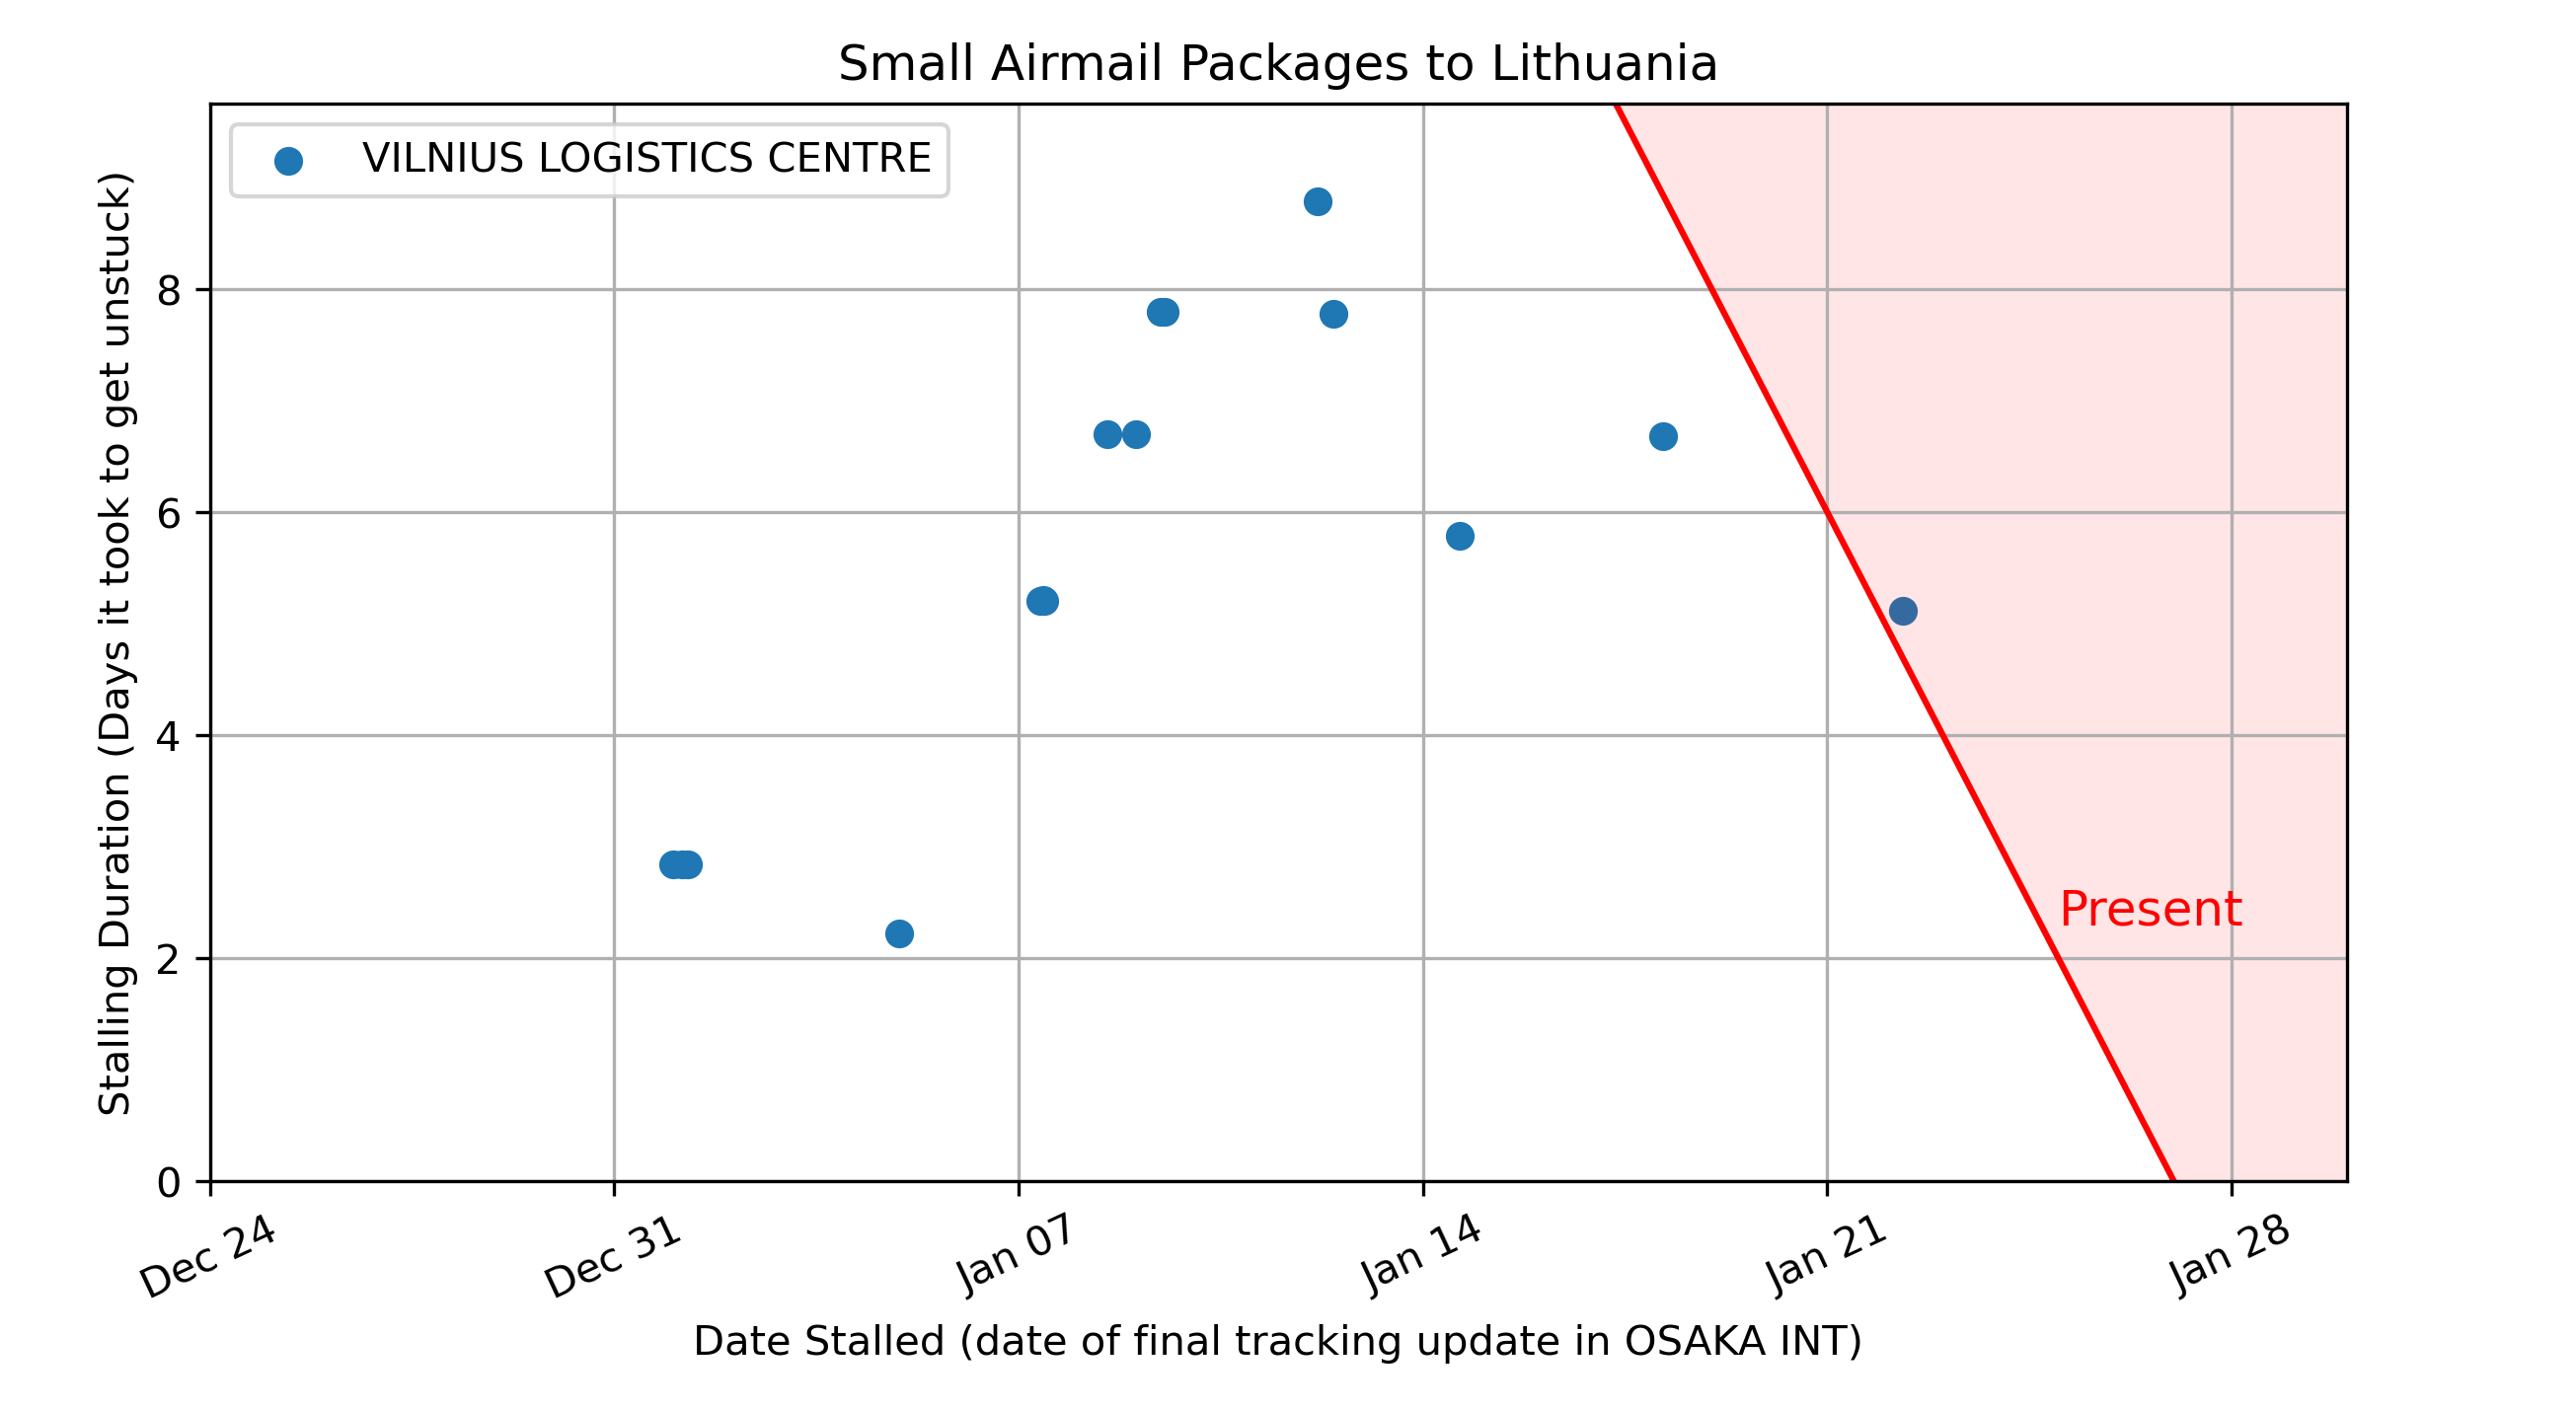 Small Airmail Packages to Lithuania
VILNIUS LOGISTICS CENTRE
Stalling Duration (Days it took to get unstuck)
8
6
4
2
0
Present
Dec 24
Dec 31
Jan 07
Jan 14
Jan 21
Jan 28
Date Stalled (date of final tracking update in OSAKA INT)